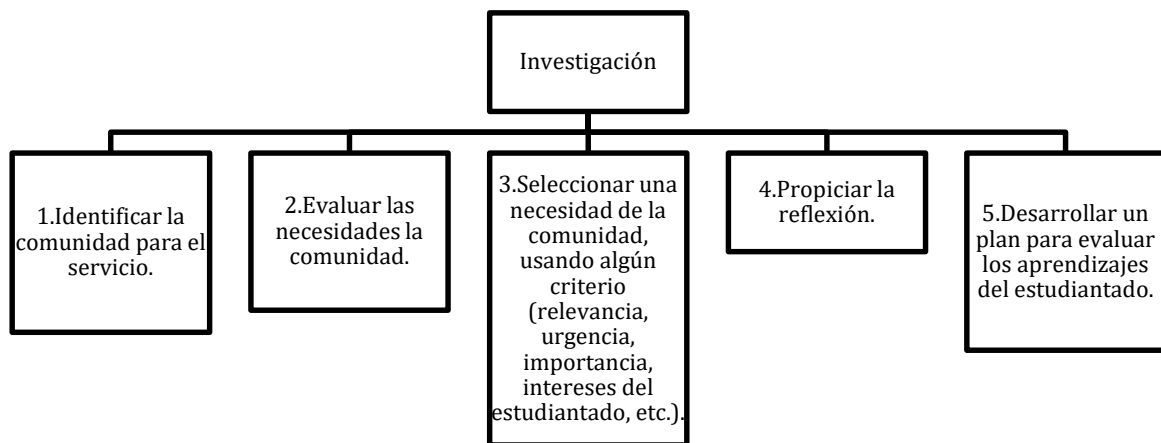 Investigación
1.Identificar la
comunidad para el
servicio.
2.Evaluar las
necesidades la
comunidad.
3.Seleccionar una
necesidad de la
comunidad,
usando algún
criterio
(relevancia,
urgencia,
importancia,
intereses del
estudiantado, etc.).
4.Propiciar la
reflexión.
5.Desarrollar un
plan para evaluar
los aprendizajes
del estudiantado.